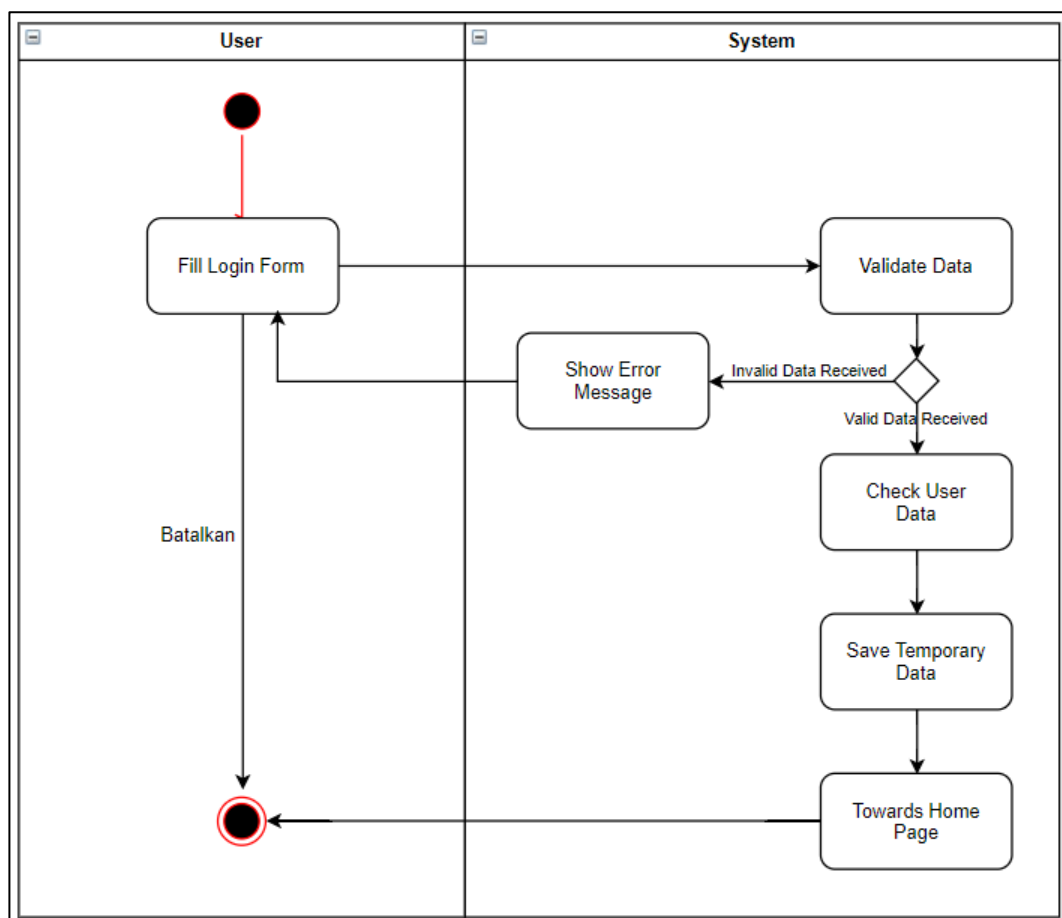 User
System
Fill Login Form
Validate Data
Show Error
Message
Invalid Data Received
Valid Data Received
Check User
Data
Batalkan
Save Temporary
Data
Towards Home
Page